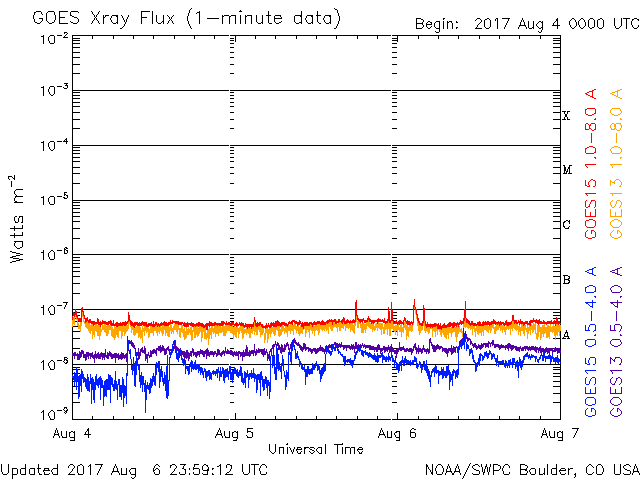 GOES Xray Flux (1-minute data)
Begin: 2017 Aug 4 0000 UTC
Watts m⁻²
10⁻²
10⁻³
10⁻⁴
10⁻⁵
10⁻⁶
10⁻⁷
10⁻⁸
10⁻⁹
X
M
C
B
A
GOES15 1.0-8.0 A
GOES13 1.0-8.0 A
GOES15 0.5-4.0 A
GOES13 0.5-4.0 A
Aug 4 Aug 5 Aug 6 Aug 7
Universal Time
Updated 2017 Aug 6 23:59:12 UTC
NOAA/SWPC Boulder, CO USA